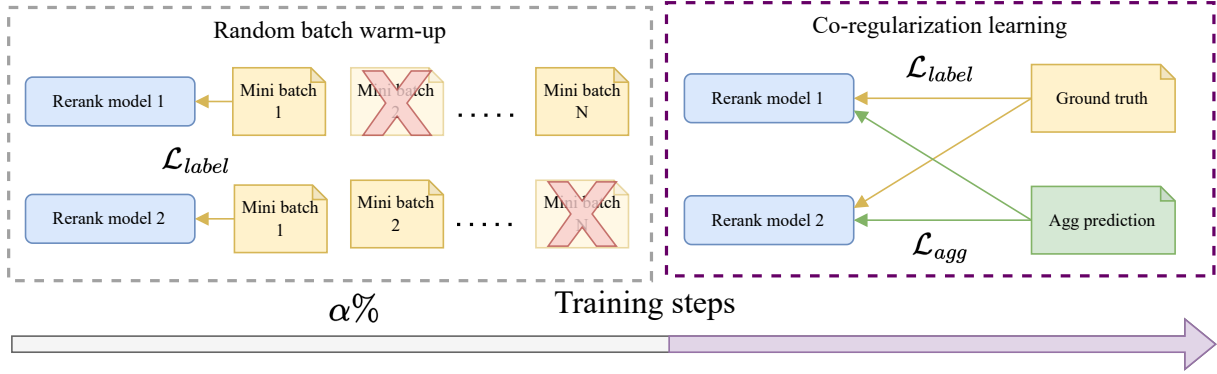 Random batch warm-up
Rerank model 1
Mini batch
1
Mini batch
2
.....
Mini batch
N
ℒ_label
Rerank model 2
Mini batch
1
Mini batch
2
.....
Mini batch
N
Co-regularization learning
Rerank model 1
ℒ_label
Ground truth
Rerank model 2
Agg prediction
ℒ_agg
α%
Training steps